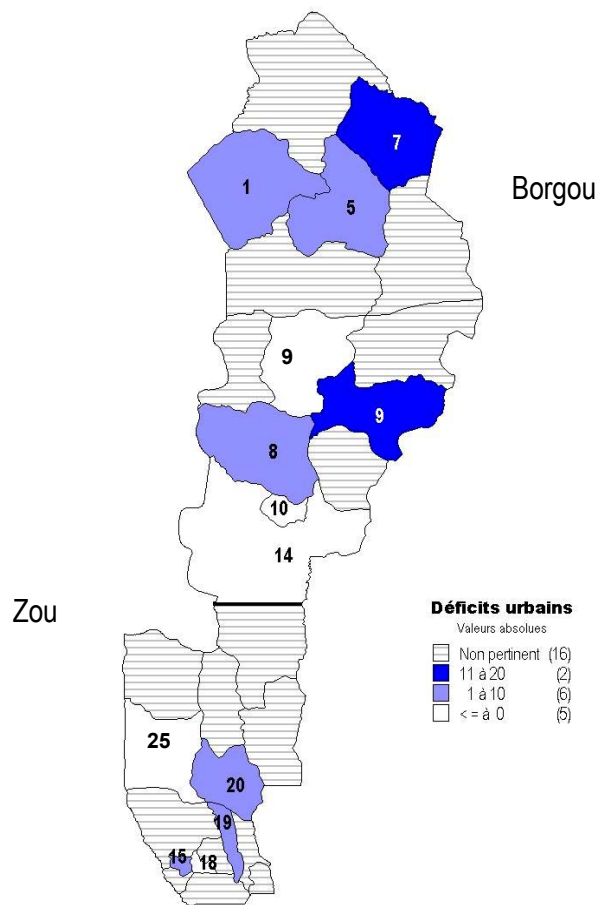 7
1
5
Borgou
9
9
8
10
14
Zou
Déficits urbains
Valeurs absolues
Non pertinent (16)
11 à 20 (2)
1 à 10 (6)
< = à 0 (5)
25
20
19
15
18